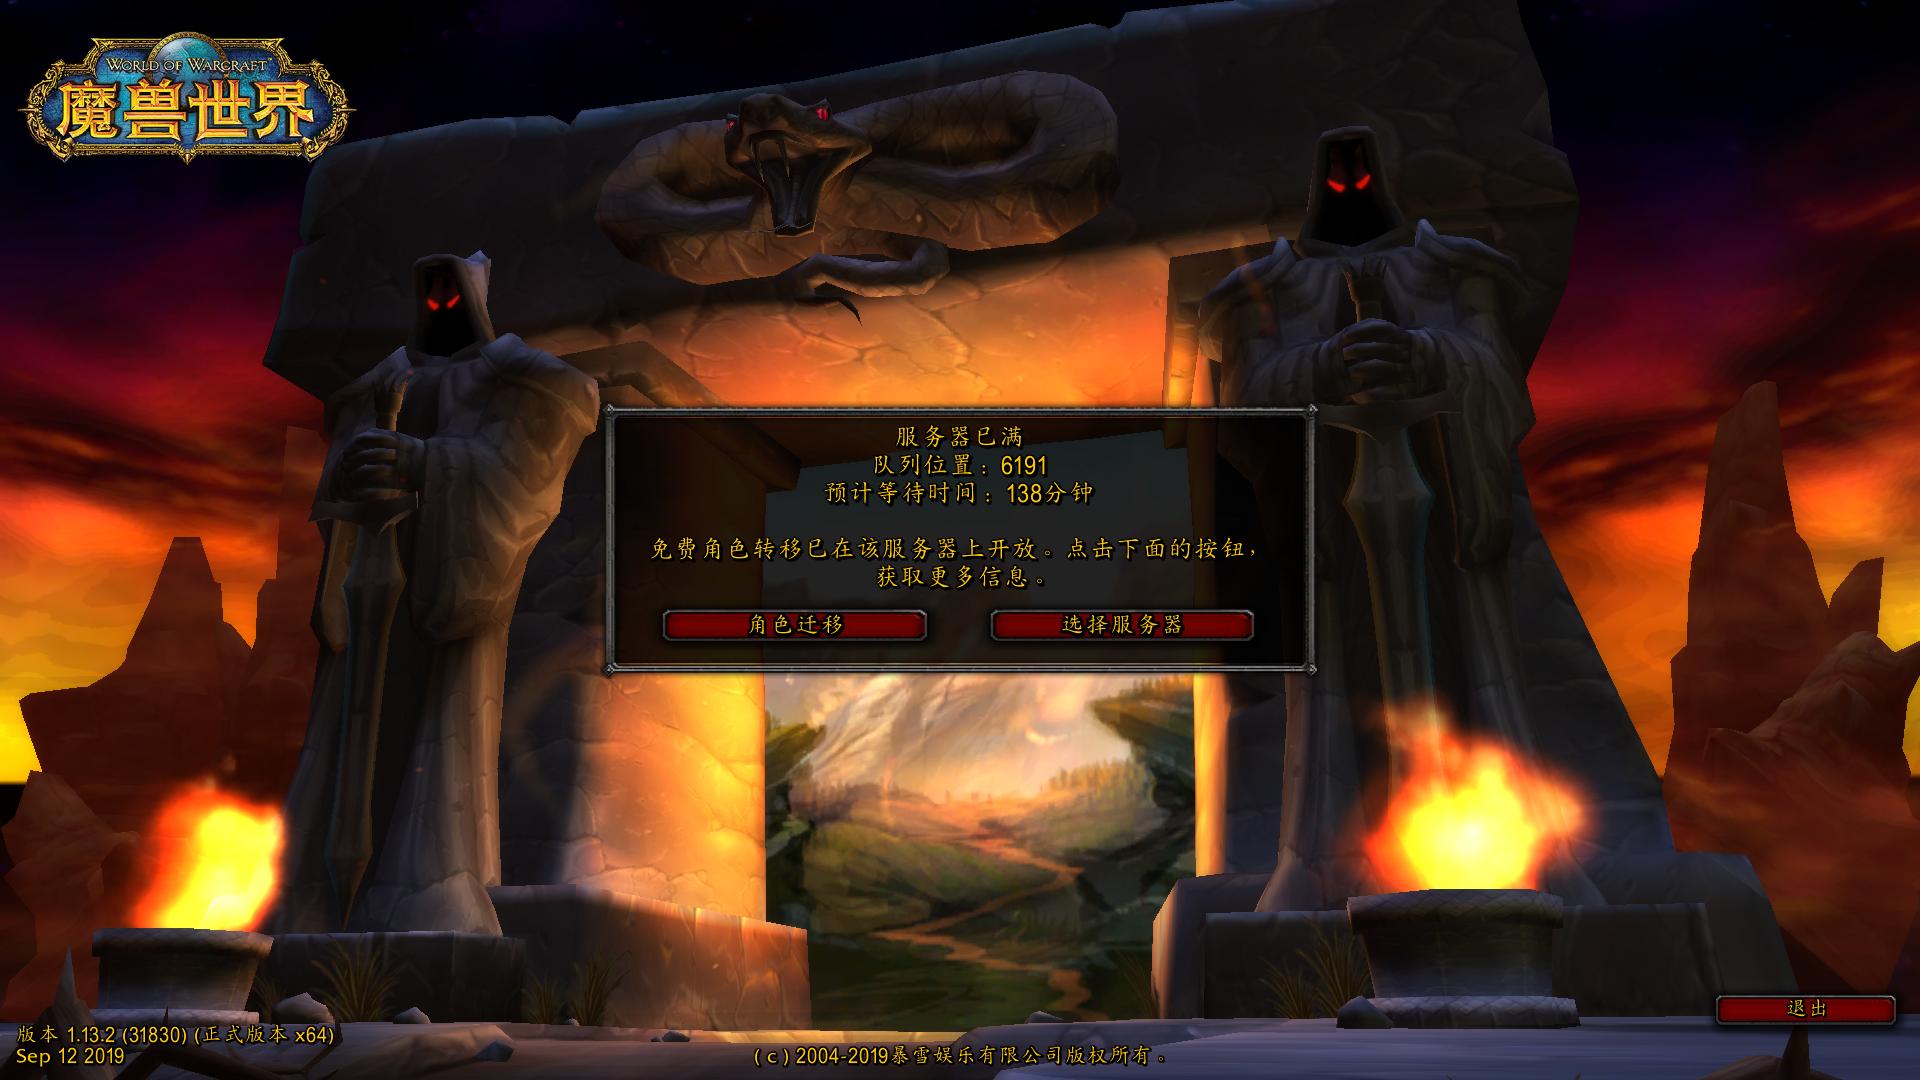 WORLD OF WARCRAFT
魔兽世界
服务器已满
队列位置：6191
预计等待时间：138分钟
免费角色转移已在该服务器上开放。点击下面的按钮，
获取更多信息。
角色迁移
选择服务器
退出
版本 1.13.2 (31830) (正式版本 x64)
Sep 12 2019
(c) 2004-2019暴雪娱乐有限公司版权所有。